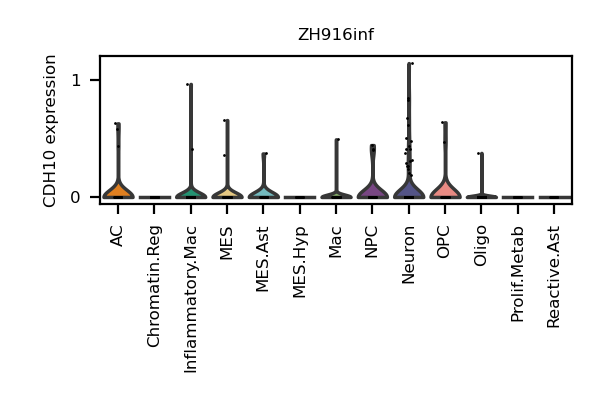 ZH916inf
CDH10 expression
1
0
AC
Chromatin.Reg
Inflammatory.Mac
MES
MES.Ast
MES.Hyp
Mac
NPC
Neuron
OPC
Oligo
Prolif.Metab
Reactive.Ast